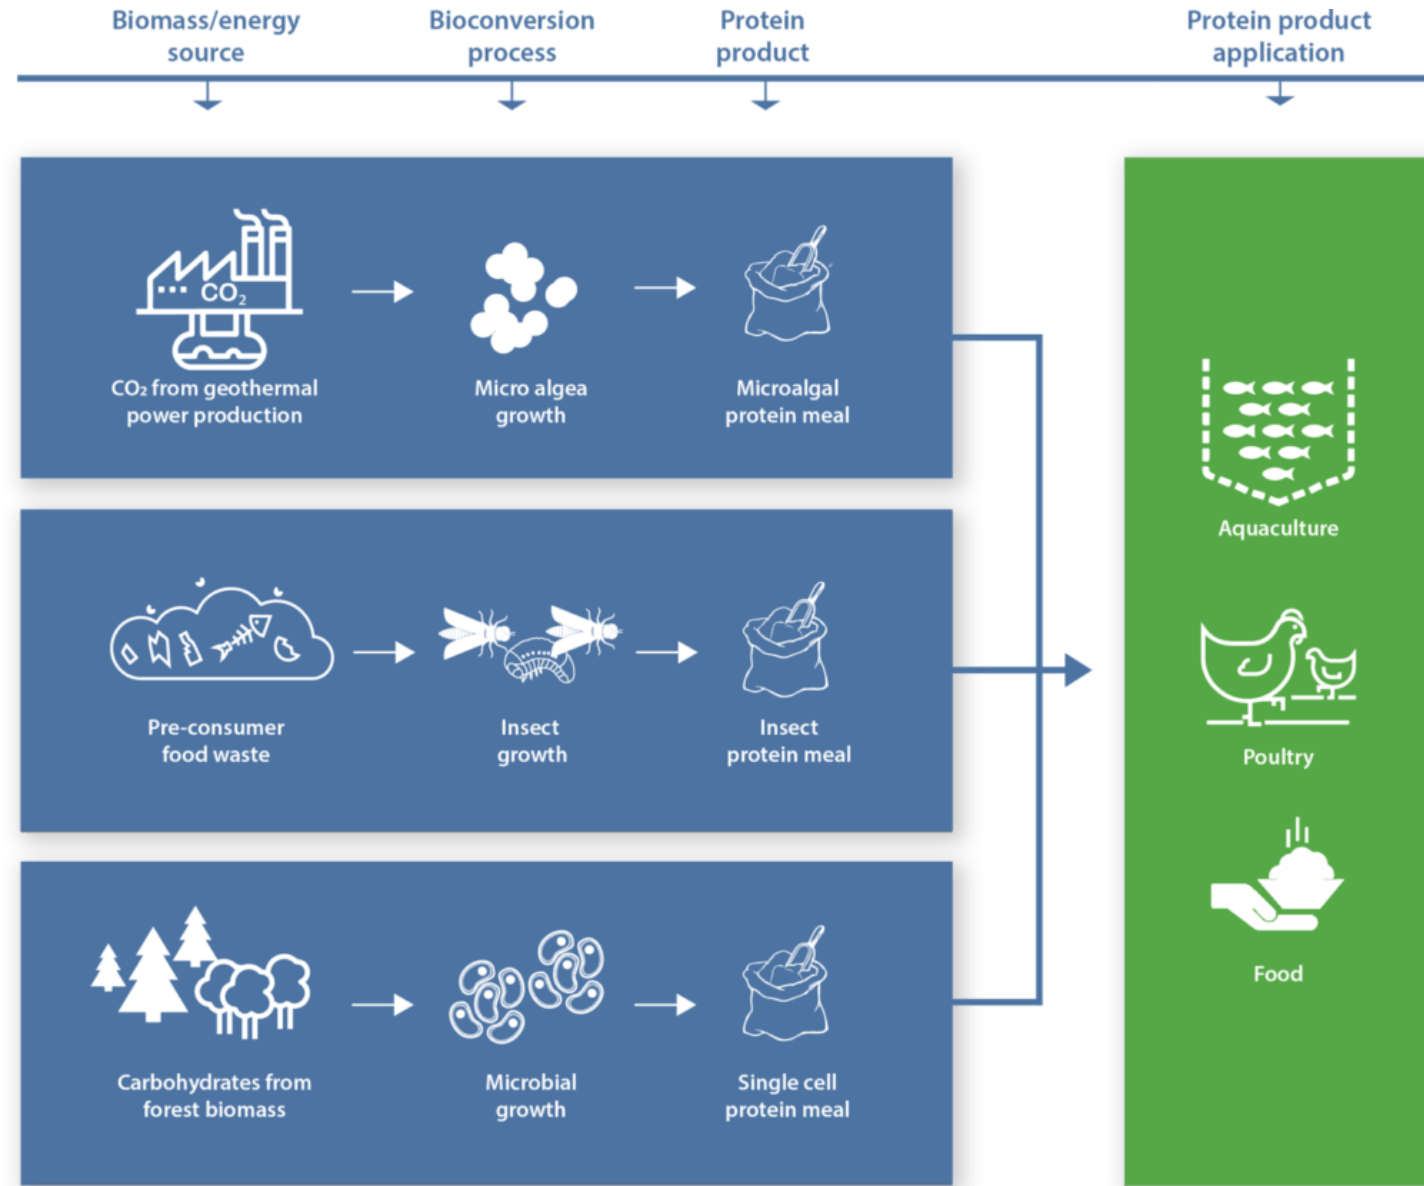 Biomass/energy
source
Bioconversion
process
Protein
product
Protein product
application
CO₂
CO₂ from geothermal
power production
Micro algea
growth
Microalgal
protein meal
Pre-consumer
food waste
Insect
growth
Insect
protein meal
Carbohydrates from
forest biomass
Microbial
growth
Single cell
protein meal
Aquaculture
Poultry
Food